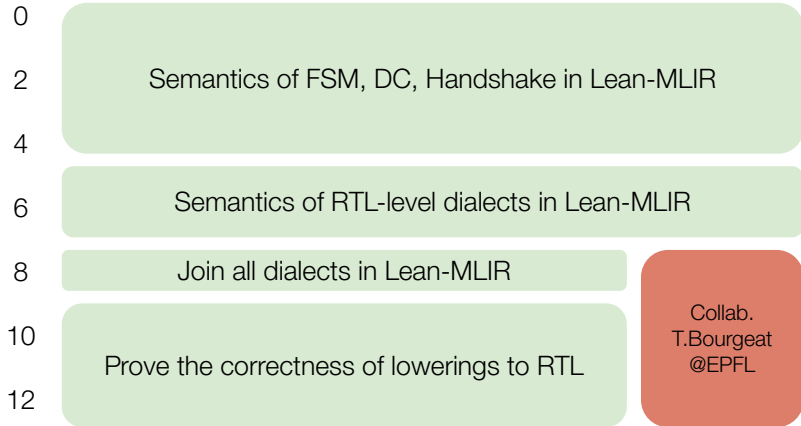 0
2
4
6
8
10
12
Semantics of FSM, DC, Handshake in Lean-MLIR
Semantics of RTL-level dialects in Lean-MLIR
Join all dialects in Lean-MLIR
Prove the correctness of lowerings to RTL
Collab.
T.Bourgeat
@EPFL